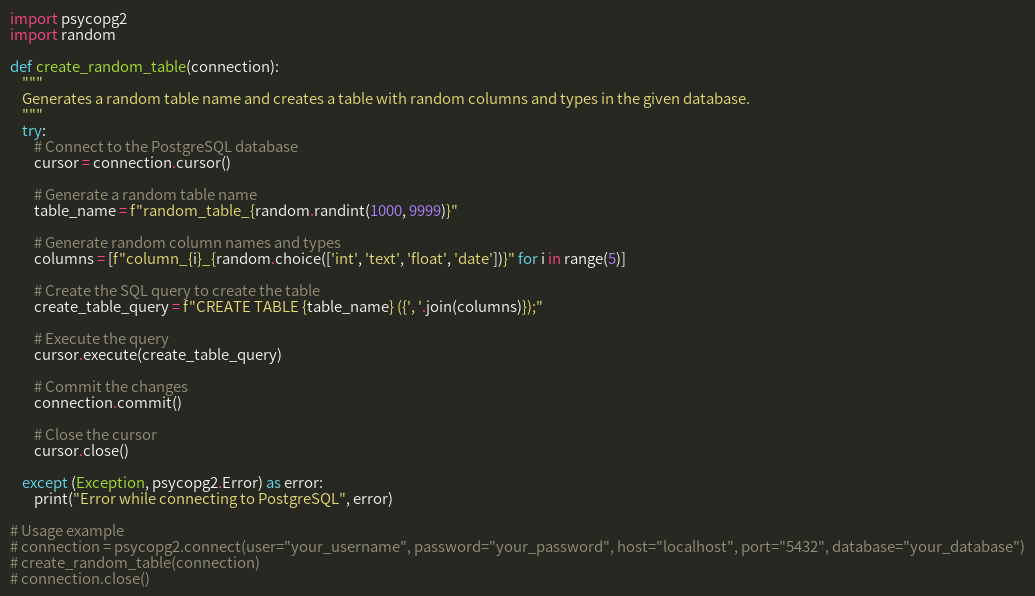 import psycopg2
import random

def create_random_table(connection):
    """
    Generates a random table name and creates a table with random columns and types in the given database.
    """
    try:
        # Connect to the PostgreSQL database
        cursor = connection.cursor()

        # Generate a random table name
        table_name = f"random_table_{random.randint(1000, 9999)}"

        # Generate random column names and types
        columns = [f"column_{i}_{random.choice(['int', 'text', 'float', 'date'])}" for i in range(5)]

        # Create the SQL query to create the table
        create_table_query = f"CREATE TABLE {table_name} ({', '.join(columns)});"

        # Execute the query
        cursor.execute(create_table_query)

        # Commit the changes
        connection.commit()

        # Close the cursor
        cursor.close()

    except (Exception, psycopg2.Error) as error:
        print("Error while connecting to PostgreSQL", error)

# Usage example
# connection = psycopg2.connect(user="your_username", password="your_password", host="localhost", port="5432", database="your_database")
# create_random_table(connection)
# connection.close()